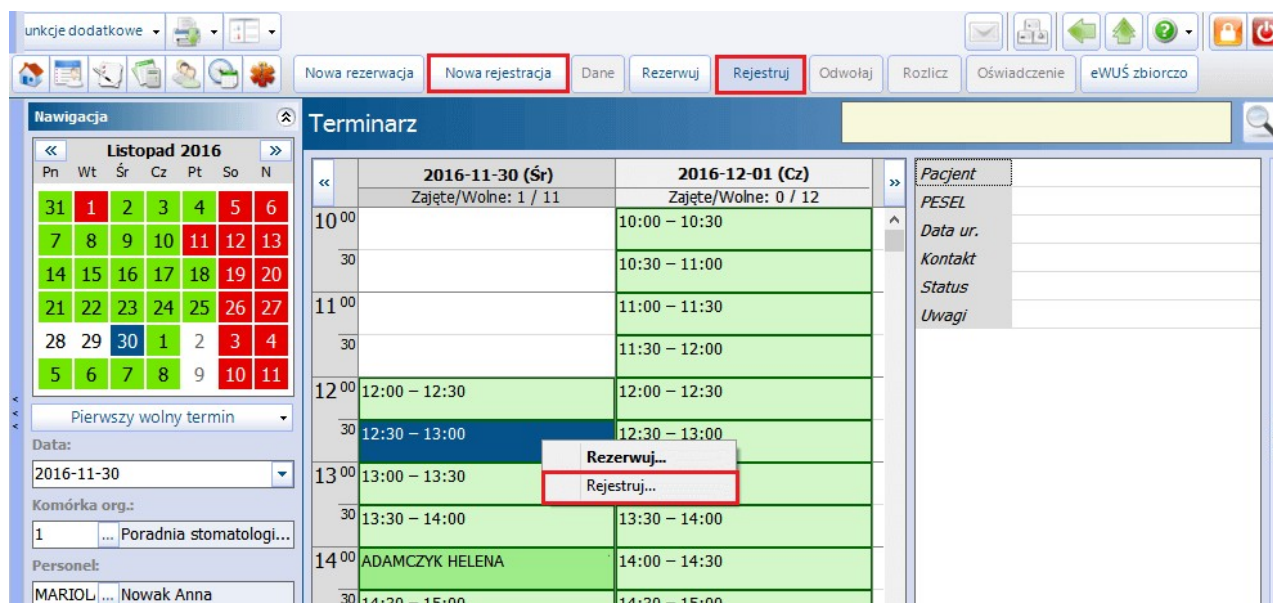 unkcje dodatkowe
Nowa rezerwacja Nowa rejestracja Dane Rezerwuj Rejestruj Odwołaj Rozlicz Oświadczenie eWUŚ zbiorczo
Nawigacja
Terminarz
« Listopad 2016 »
Pn Wt Śr Cz Pt So N
31 1 2 3 4 5 6
7 8 9 10 11 12 13
14 15 16 17 18 19 20
21 22 23 24 25 26 27
28 29 30 1 2 3 4
5 6 7 8 9 10 11
Pierwszy wolny termin
Data:
2016-11-30
Komórka org.:
1 ... Poradnia stomatologi...
Personel:
MARIOL ... Nowak Anna
« 2016-11-30 (Śr) 2016-12-01 (Cz) »
Zajęte/Wolne: 1 / 11 Zajęte/Wolne: 0 / 12
10 00 10:00 – 10:30
30 10:30 – 11:00
11 00 11:00 – 11:30
30 11:30 – 12:00
12 00 12:00 – 12:30 12:00 – 12:30
30 12:30 – 13:00 12:30 – 13:00
13 00 13:00 – 13:30
30 13:30 – 14:00 13:30 – 14:00
14 00 ADAMCZYK HELENA 14:00 – 14:30
30 14:30 – 15:00 14:30 – 15:00
Rezerwuj...
Rejestruj...
Pacjent
PESEL
Data ur.
Kontakt
Status
Uwagi